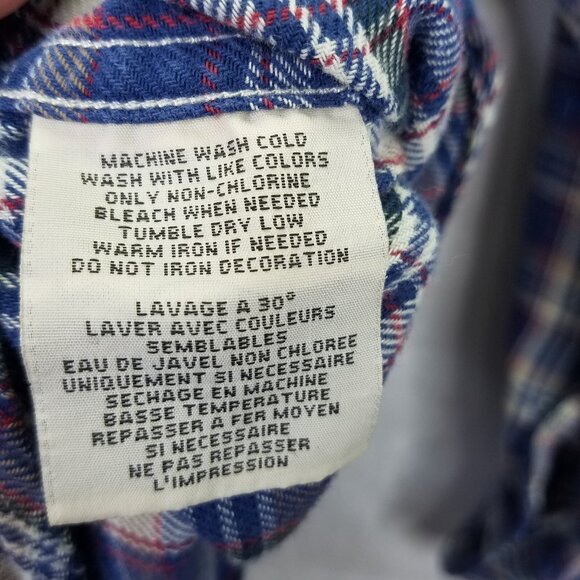 MACHINE WASH COLD
WASH WITH LIKE COLORS
ONLY NON-CHLORINE
BLEACH WHEN NEEDED
TUMBLE DRY LOW
WARM IRON IF NEEDED
DO NOT IRON DECORATION
LAVAGE A 30°
LAVER AVEC COULEURS
SEMBLABLES
EAU DE JAVEL NON CHLOREE
UNIQUEMENT SI NECESSAIRE
SECHAGE EN MACHINE
BASSE TEMPERATURE
REPASSER A FER MOYEN
SI NECESSAIRE
NE PAS REPASSER
L'IMPRESSION